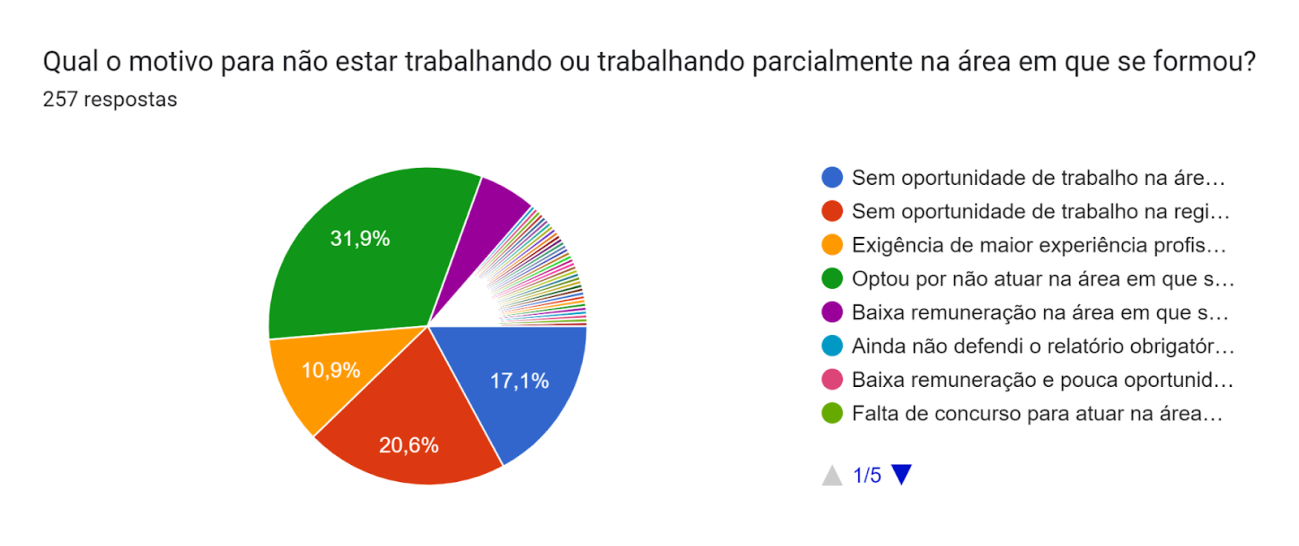 Qual o motivo para não estar trabalhando ou trabalhando parcialmente na área em que se formou?
257 respostas
31,9%
10,9%
20,6%
17,1%
Sem oportunidade de trabalho na áre...
Sem oportunidade de trabalho na regi...
Exigência de maior experiência profis...
Optou por não atuar na área em que s...
Baixa remuneração na área em que s...
Ainda não defendi o relatório obrigatór...
Baixa remuneração e pouca oportunid...
Falta de concurso para atuar na área...
1/5